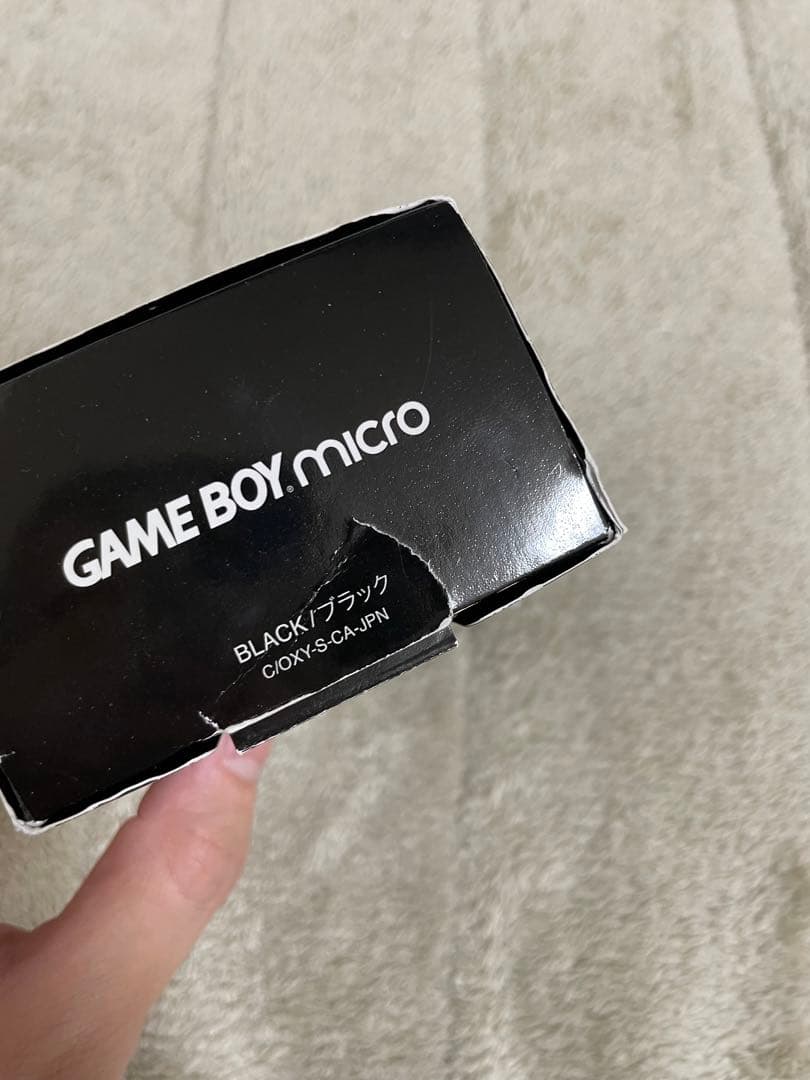 GAME BOY® micro
BLACK/ブラック
C/OXY-S-CA-JPN